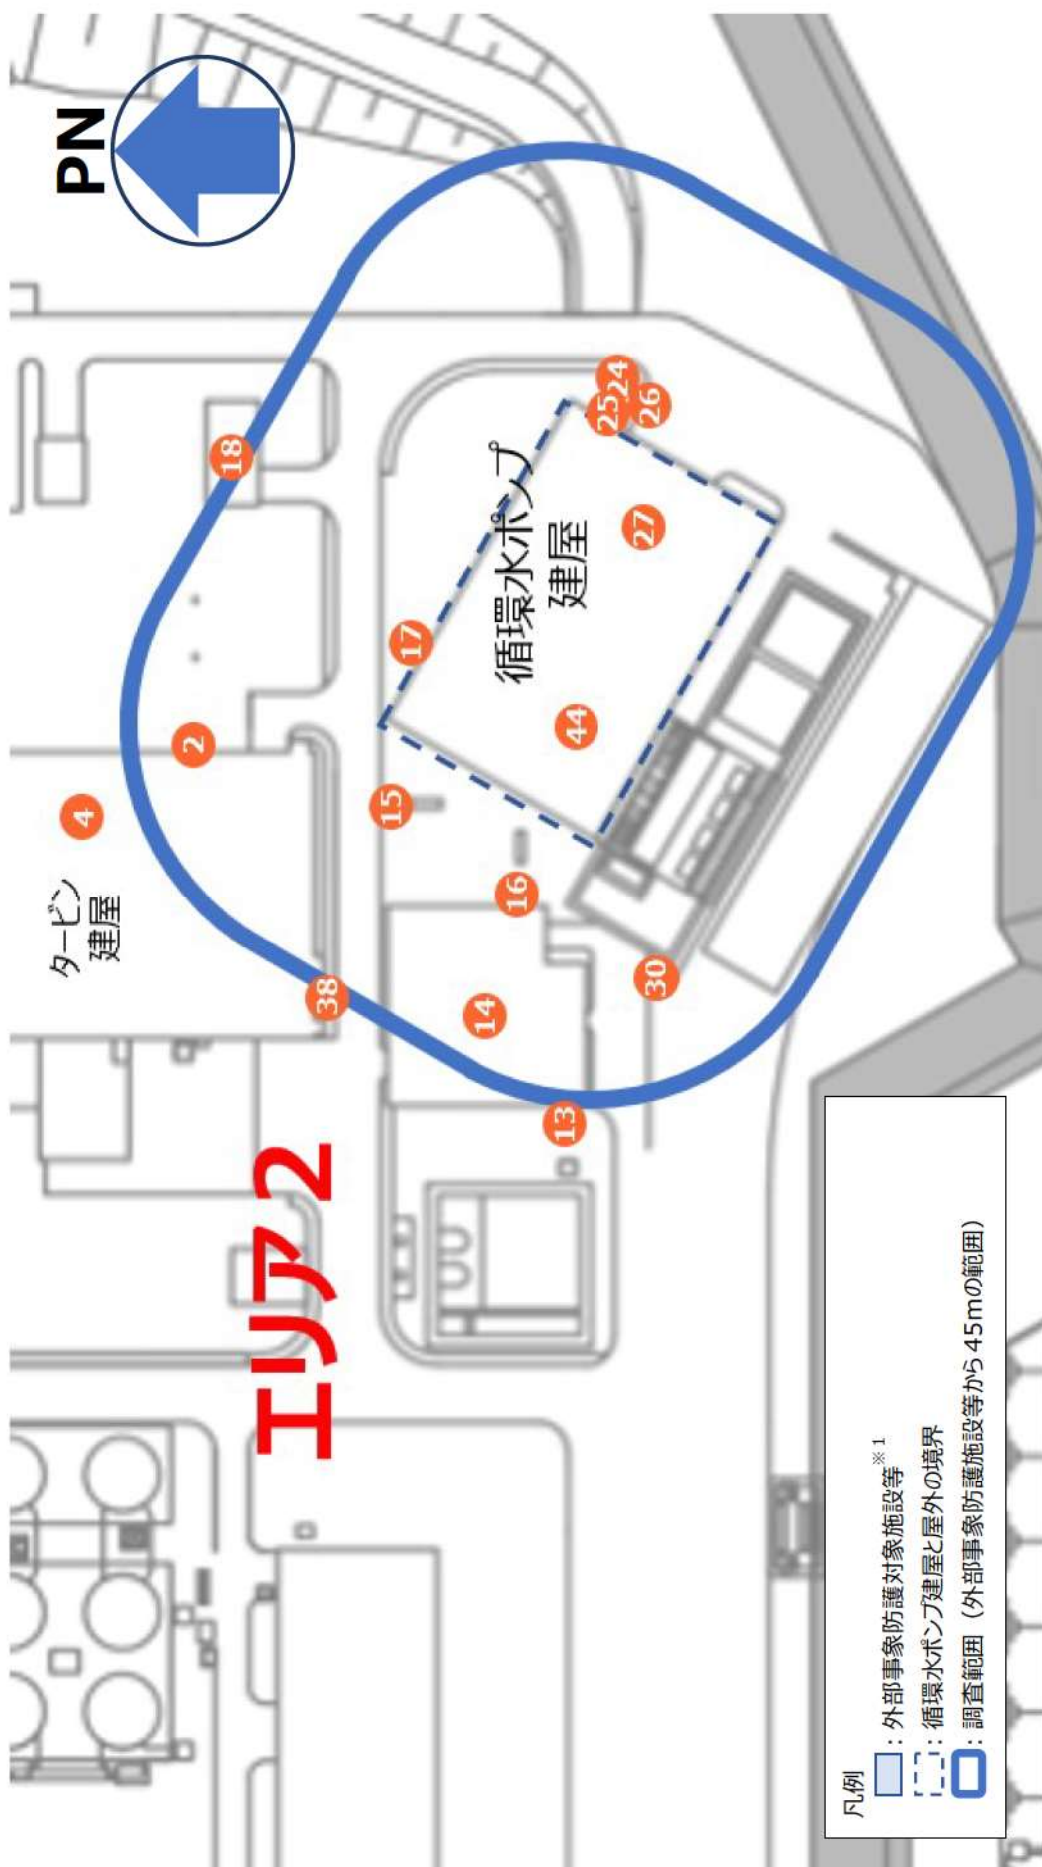 PN
タービン
建屋
4
2
18
エリア 2
38
15
17
14
16
循環水ポンプ
建屋
13
44
25
24
27
26
30
凡例
：外部事象防護対象施設等※1
：循環水ポンプ建屋と屋外の境界
：調査範囲（外部事象防護施設等から 45mの範囲）